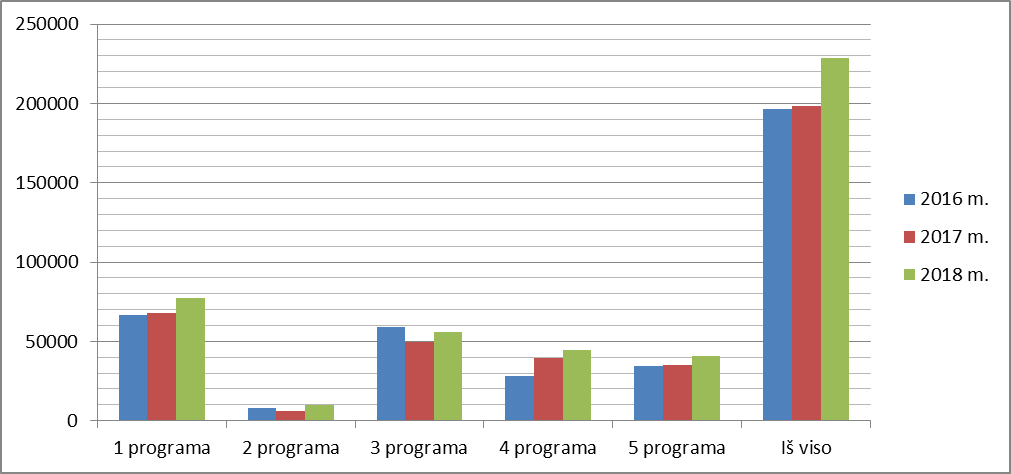 250000
200000
150000
100000
50000
0
1 programa
2 programa
3 programa
4 programa
5 programa
Iš viso
2016 m.
2017 m.
2018 m.